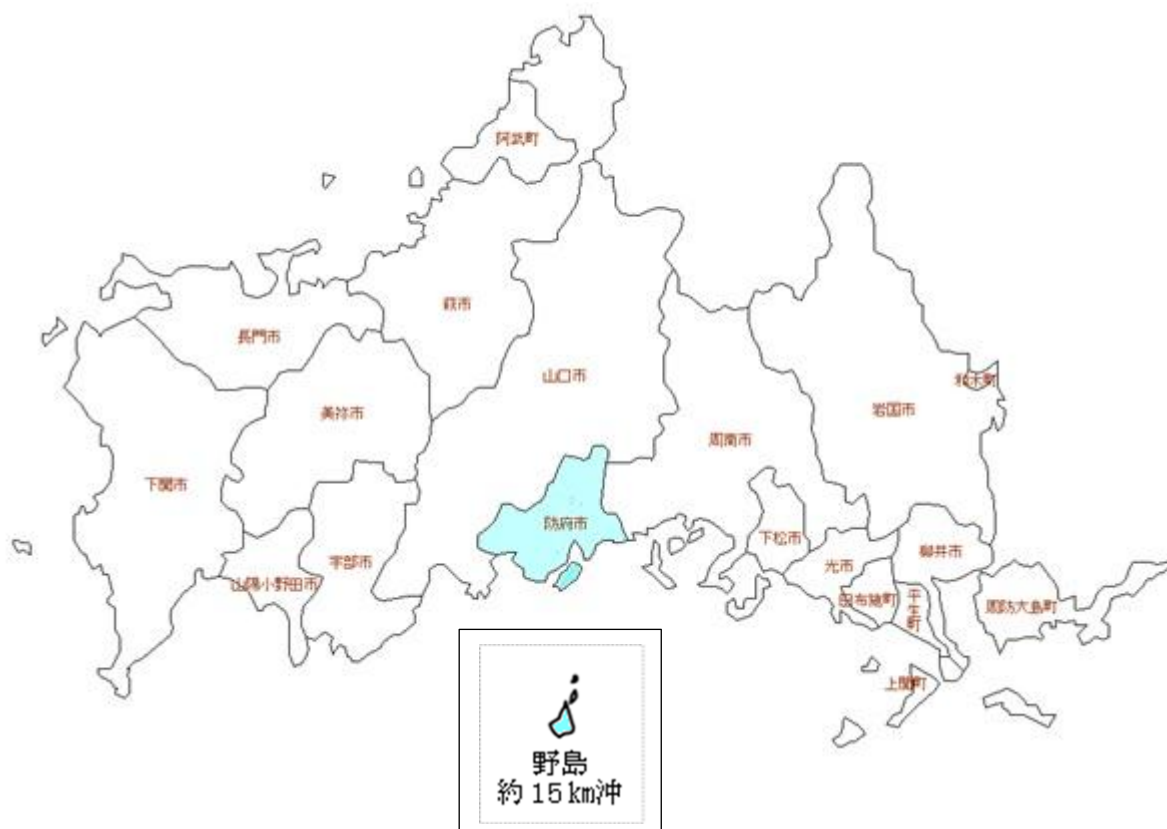 阿武町
萩市
長門市
山口市
和木町
岩国市
美祢市
周南市
下関市
防府市
下松市
柳井市
宇部市
光市
山陽小野田市
田布施町
平生町
周防大島町
上関町
野島
約15km沖